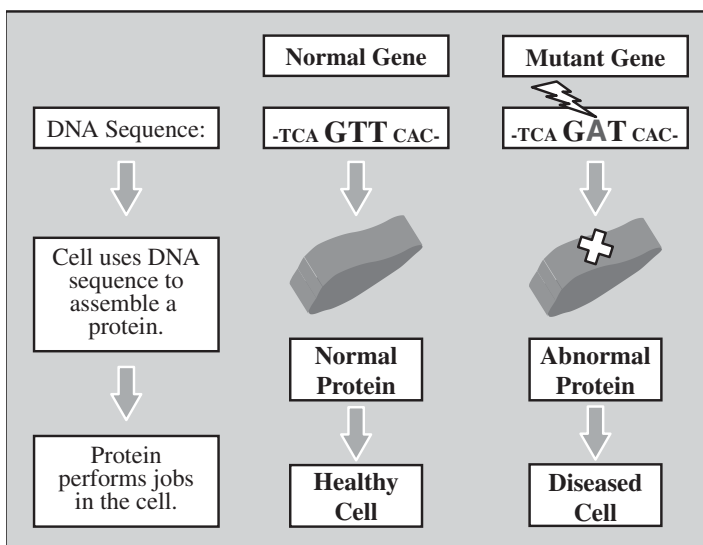 Normal Gene
Mutant Gene
DNA Sequence:
-TCA GTT CAC-
-TCA GAT CAC-
Cell uses DNA
sequence to
assemble a
protein.
Normal
Protein
Abnormal
Protein
Protein
performs jobs
in the cell.
Healthy
Cell
Diseased
Cell